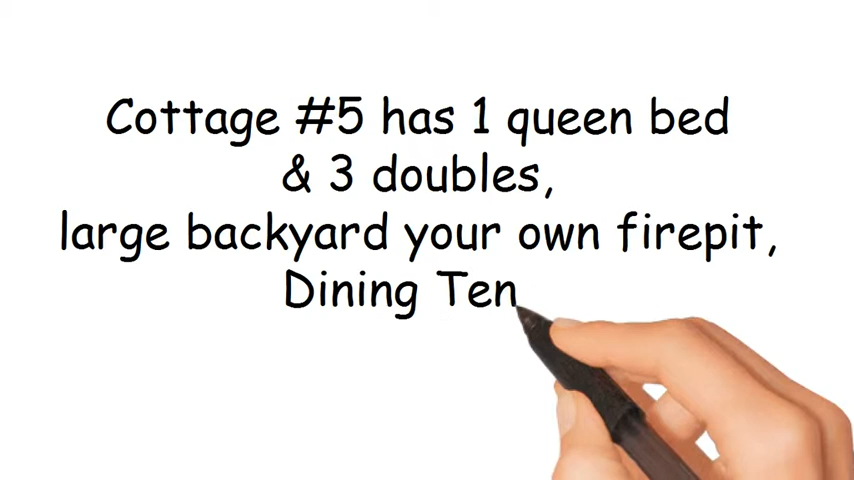 Cottage #5 has 1 queen bed
& 3 doubles,
large backyard your own firepit,
Dining Ten